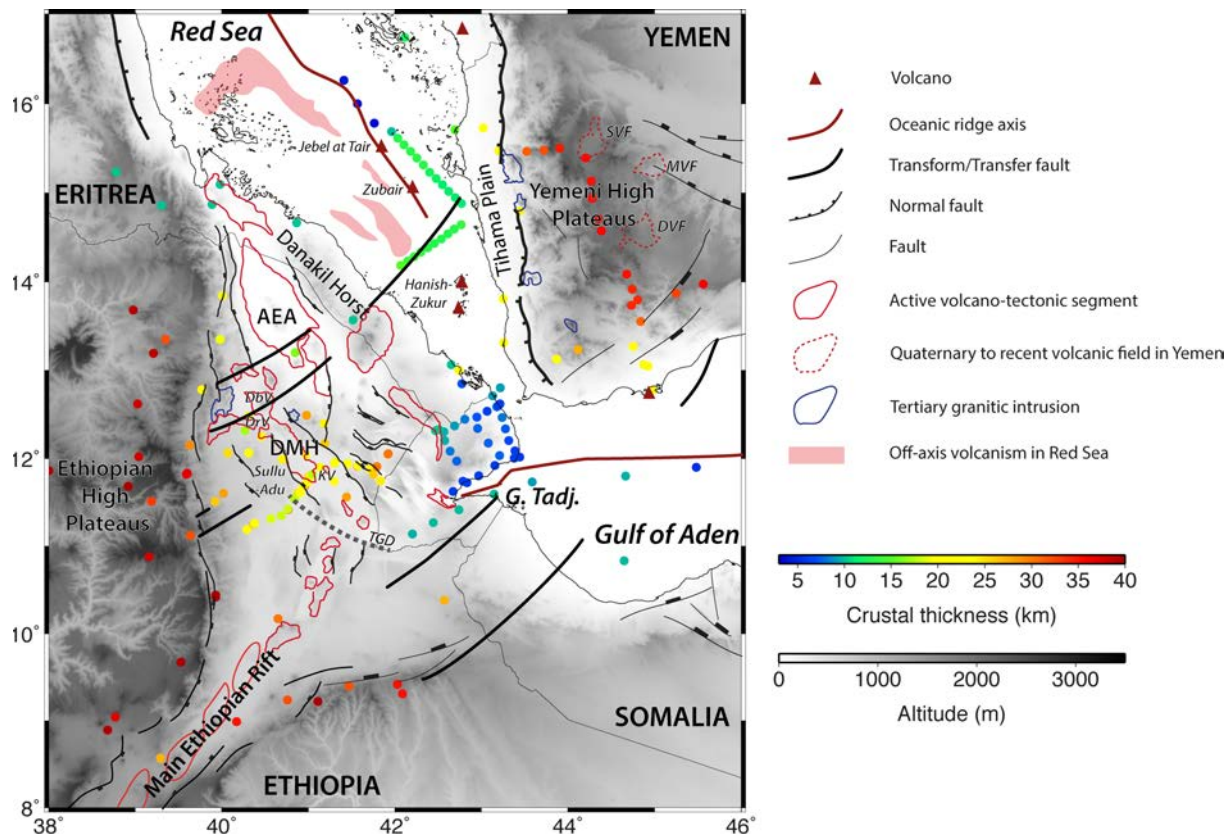 Red Sea
YEMEN
16°
Jebel at Tair
SVF
MVF
ERITREA
Zubair
Tihama Plain
Yemeni High
Plateaus
DVF
Danakil Horst
14°
Hanish-
Zukur
AEA
DbV
DrV
DMH
12°
Sullu
Adu
KV
Ethiopian
High
Plateaus
G. Tadj.
TGD
Gulf of Aden
10°
Main Ethiopian Rift
SOMALIA
ETHIOPIA
8°
38°
40°
42°
44°
46°
Volcano
Oceanic ridge axis
Transform/Transfer fault
Normal fault
Fault
Active volcano-tectonic segment
Quaternary to recent volcanic field in Yemen
Tertiary granitic intrusion
Off-axis volcanism in Red Sea
5 10 15 20 25 30 35 40
Crustal thickness (km)
0 1000 2000 3000
Altitude (m)